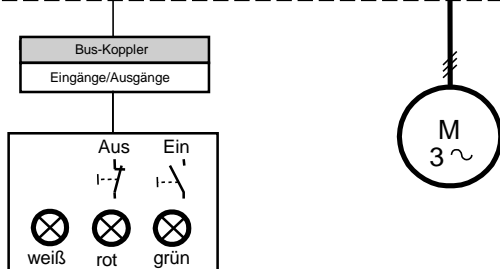 Bus-Koppler
Eingänge/Ausgänge
Aus Ein
weiß rot grün
M
3 ~